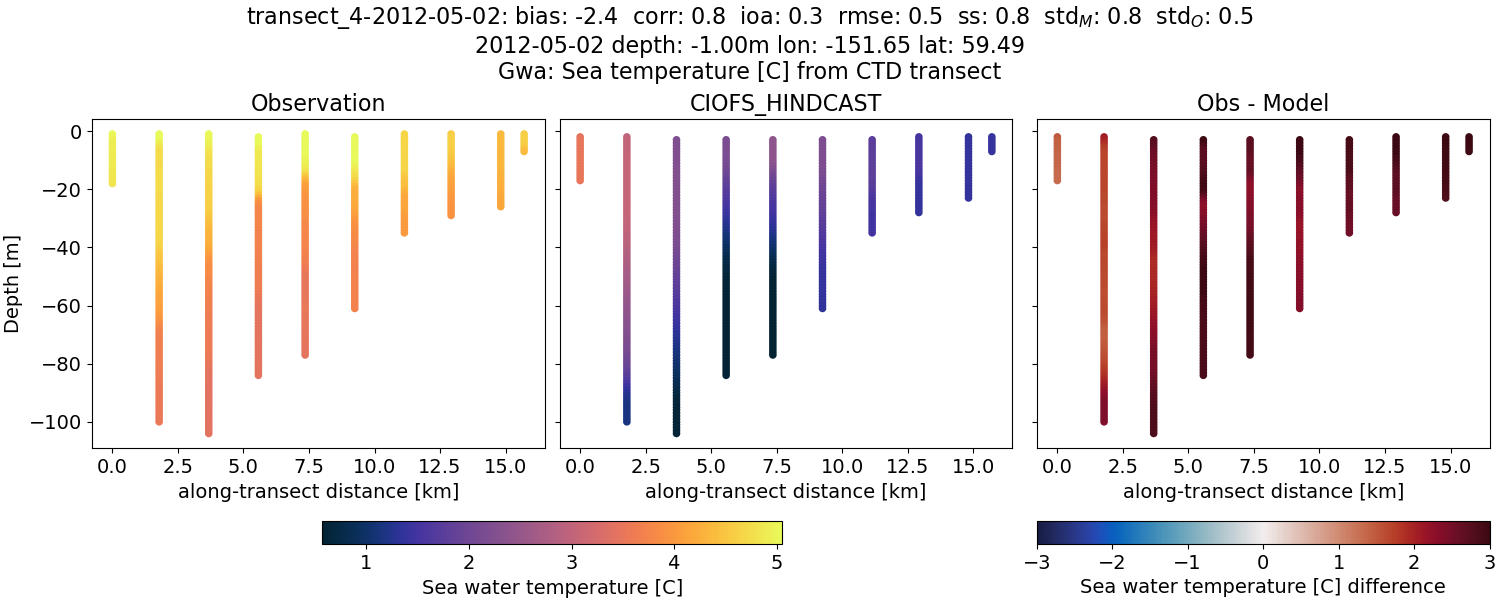 transect_4-2012-05-02: bias: -2.4 corr: 0.8 ioa: 0.3 rmse: 0.5 ss: 0.8 std_M: 0.8 std_O: 0.5
2012-05-02 depth: -1.00m lon: -151.65 lat: 59.49
Gwa: Sea temperature [C] from CTD transect
Observation CIOFS_HINDCAST Obs - Model
Depth [m]
0
−20
−40
−60
−80
−100
0.0 2.5 5.0 7.5 10.0 12.5 15.0 0.0 2.5 5.0 7.5 10.0 12.5 15.0 0.0 2.5 5.0 7.5 10.0 12.5 15.0
along-transect distance [km] along-transect distance [km] along-transect distance [km]
1 2 3 4 5 −3 −2 −1 0 1 2 3
Sea water temperature [C] Sea water temperature [C] difference